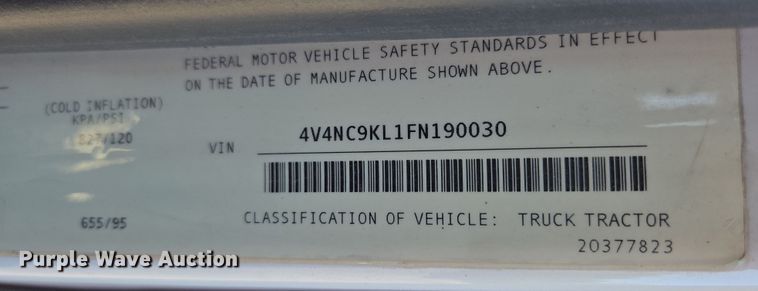 FEDERAL MOTOR VEHICLE SAFETY STANDARDS IN EFFECT
ON THE DATE OF MANUFACTURE SHOWN ABOVE.
(COLD INFLATION)
KPA/PSI
827/120
VIN 4V4NC9KL1FN190030
655/95
CLASSIFICATION OF VEHICLE: TRUCK TRACTOR
20377823
Purple Wave Auction